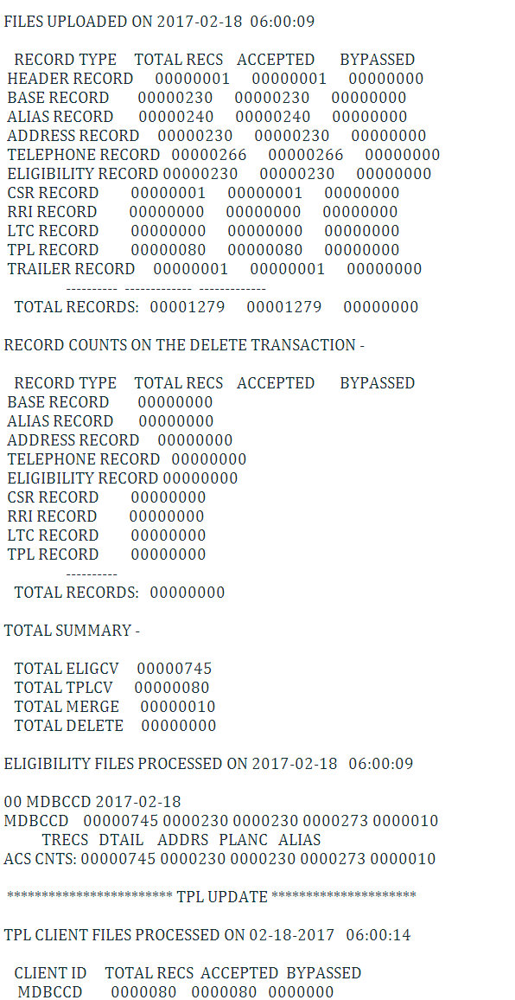 FILES UPLOADED ON 2017-02-18 06:00:09
RECORD TYPE TOTAL RECS ACCEPTED BYPASSED
HEADER RECORD 00000001 00000001 00000000
BASE RECORD 00000230 00000230 00000000
ALIAS RECORD 00000240 00000240 00000000
ADDRESS RECORD 00000230 00000230 00000000
TELEPHONE RECORD 00000266 00000266 00000000
ELIGIBILITY RECORD 00000230 00000230 00000000
CSR RECORD 00000001 00000001 00000000
RRI RECORD 00000000 00000000 00000000
LTC RECORD 00000000 00000000 00000000
TPL RECORD 00000080 00000080 00000000
TRAILER RECORD 00000001 00000001 00000000
---------- ------------- -------------
TOTAL RECORDS: 00001279 00001279 00000000
RECORD COUNTS ON THE DELETE TRANSACTION -
RECORD TYPE TOTAL RECS ACCEPTED BYPASSED
BASE RECORD 00000000
ALIAS RECORD 00000000
ADDRESS RECORD 00000000
TELEPHONE RECORD 00000000
ELIGIBILITY RECORD 00000000
CSR RECORD 00000000
RRI RECORD 00000000
LTC RECORD 00000000
TPL RECORD 00000000
----------
TOTAL RECORDS: 00000000
TOTAL SUMMARY -
TOTAL ELIGCV 00000745
TOTAL TPLCV 00000080
TOTAL MERGE 00000010
TOTAL DELETE 00000000
ELIGIBILITY FILES PROCESSED ON 2017-02-18 06:00:09
00 MDBCCD 2017-02-18
MDBCCD 00000745 0000230 0000230 0000273 0000010
TRECS DTAIL ADDRS PLANC ALIAS
ACS CNTS: 00000745 0000230 0000230 0000273 0000010
************************ TPL UPDATE *********************
TPL CLIENT FILES PROCESSED ON 02-18-2017 06:00:14
CLIENT ID TOTAL RECS ACCEPTED BYPASSED
MDBCCD 0000080 0000080 0000000